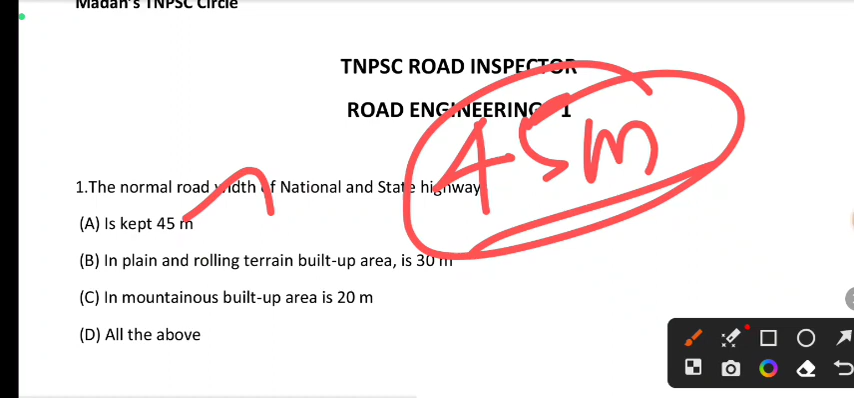 Madan's TNPSC Circle
TNPSC ROAD INSPECTOR
ROAD ENGINEERING - 1
45m
1.The normal road width of National and State highway
(A) Is kept 45 m
(B) In plain and rolling terrain built-up area, is 30 m
(C) In mountainous built-up area is 20 m
(D) All the above